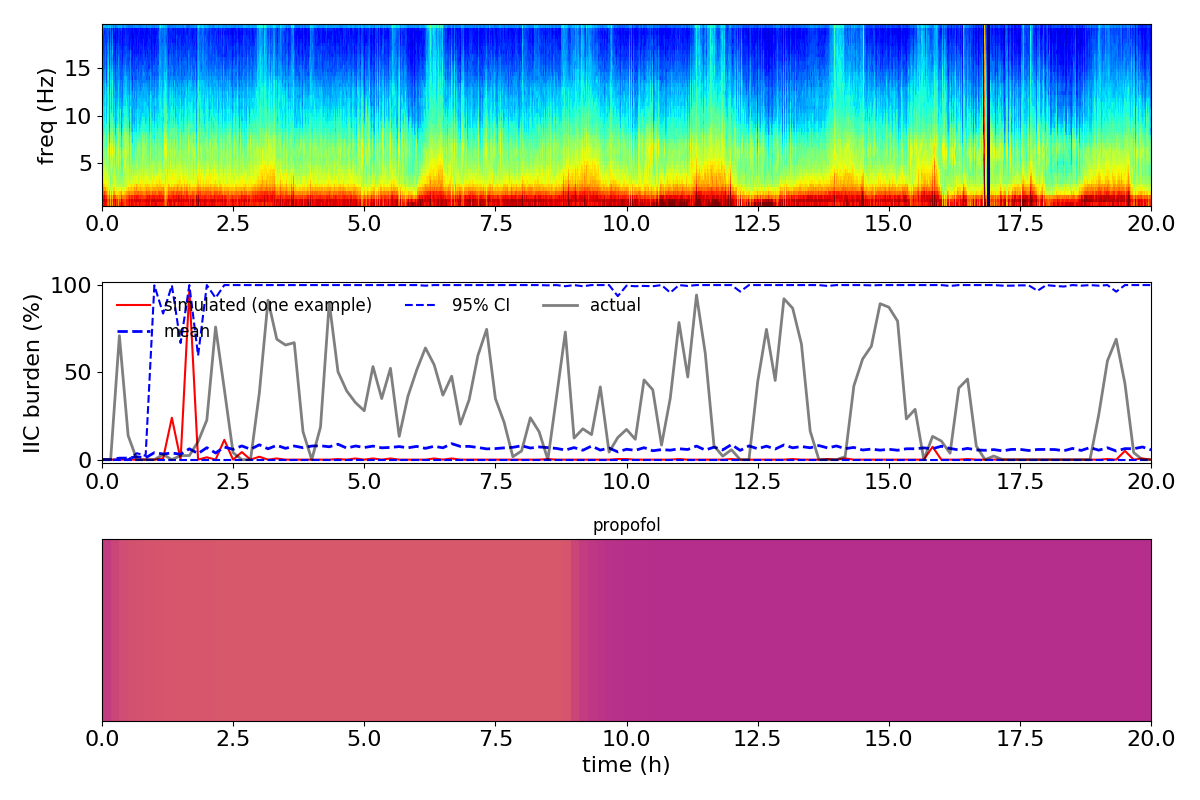 freq (Hz)
15
10
5
0.0 2.5 5.0 7.5 10.0 12.5 15.0 17.5 20.0
IIC burden (%)
100
50
0
simulated (one example) 95% CI actual
mean
0.0 2.5 5.0 7.5 10.0 12.5 15.0 17.5 20.0
propofol
0.0 2.5 5.0 7.5 10.0 12.5 15.0 17.5 20.0
time (h)